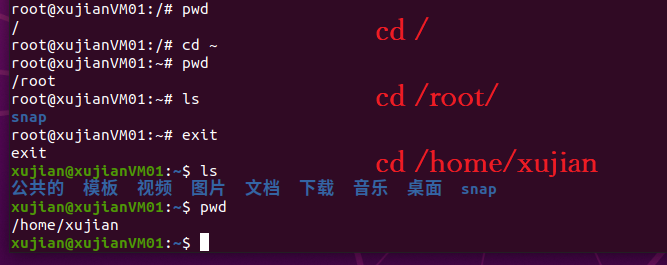 root@xujianVM01:/# pwd
/
root@xujianVM01:/# cd ~
root@xujianVM01:~# pwd
/root
root@xujianVM01:~# ls
snap
root@xujianVM01:~# exit
exit
xujian@xujianVM01:~$ ls
公共的 模板 视频 图片 文档 下载 音乐 桌面 snap
xujian@xujianVM01:~$ pwd
/home/xujian
xujian@xujianVM01:~$
cd /
cd /root/
cd /home/xujian